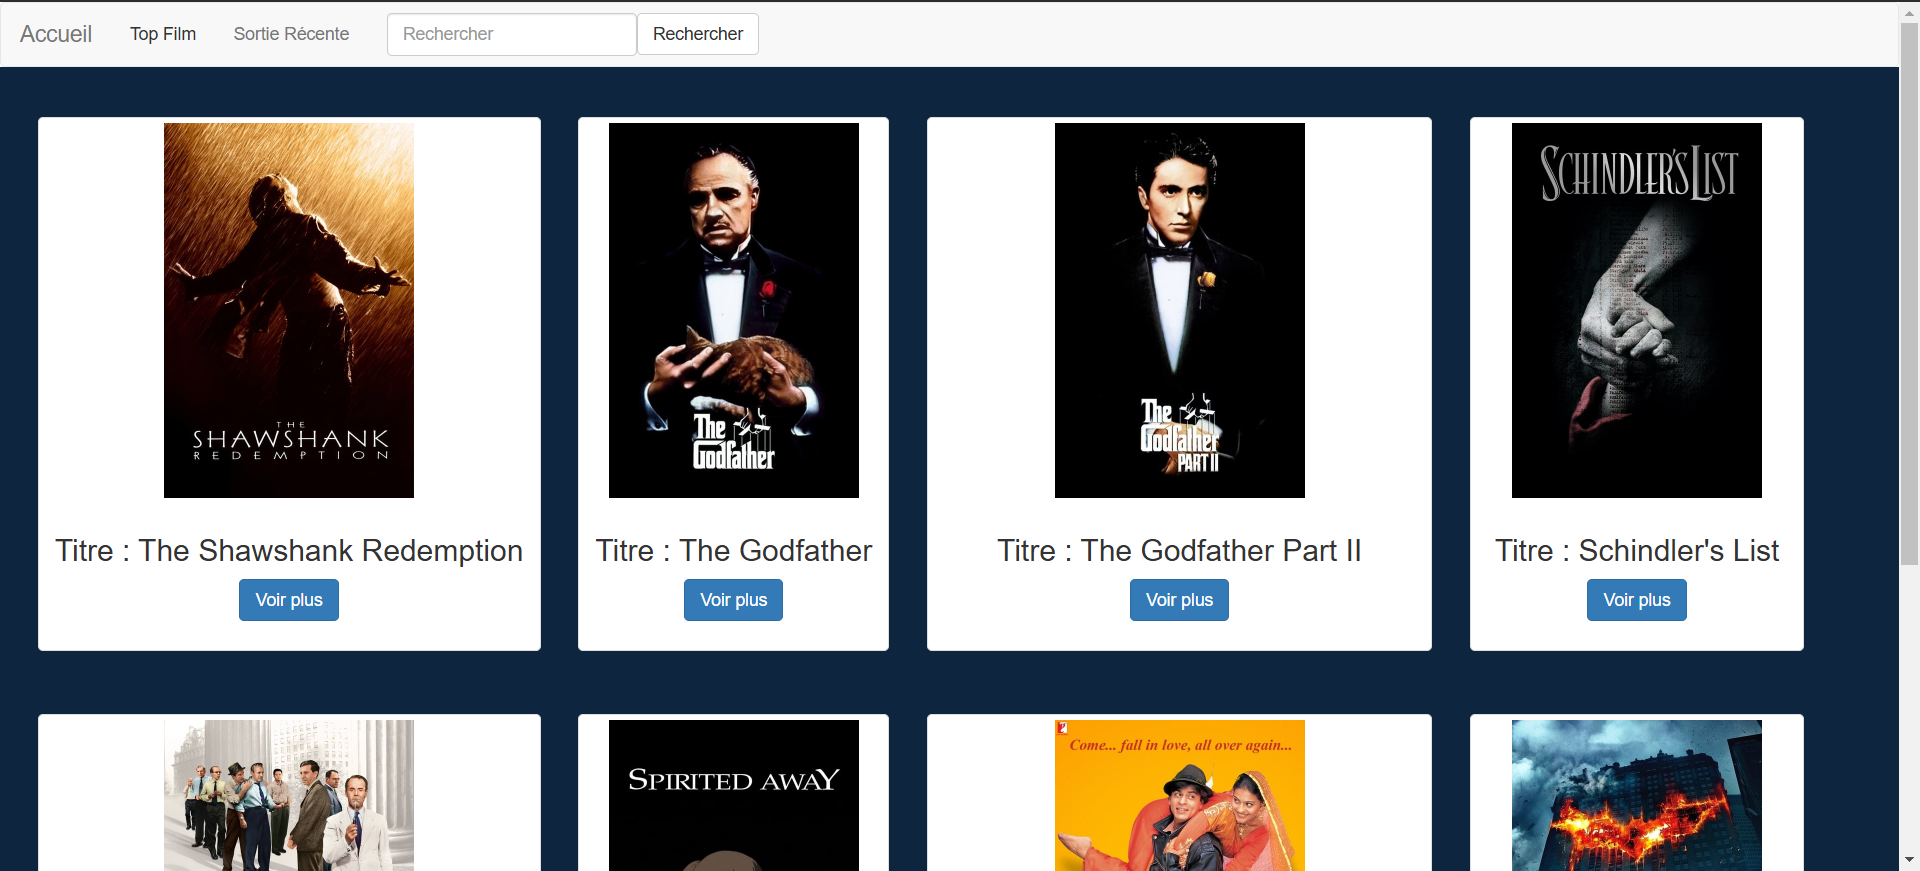 Accueil
Top Film
Sortie Récente
Rechercher
Rechercher
THE
SHAWSHANK
REDEMPTION
The
Godfather
The
Godfather
PART II
SCHINDLER'S LIST
Titre : The Shawshank Redemption
Titre : The Godfather
Titre : The Godfather Part II
Titre : Schindler's List
Voir plus
Voir plus
Voir plus
Voir plus
SPIRITED AWAY
Come... fall in love, all over again...